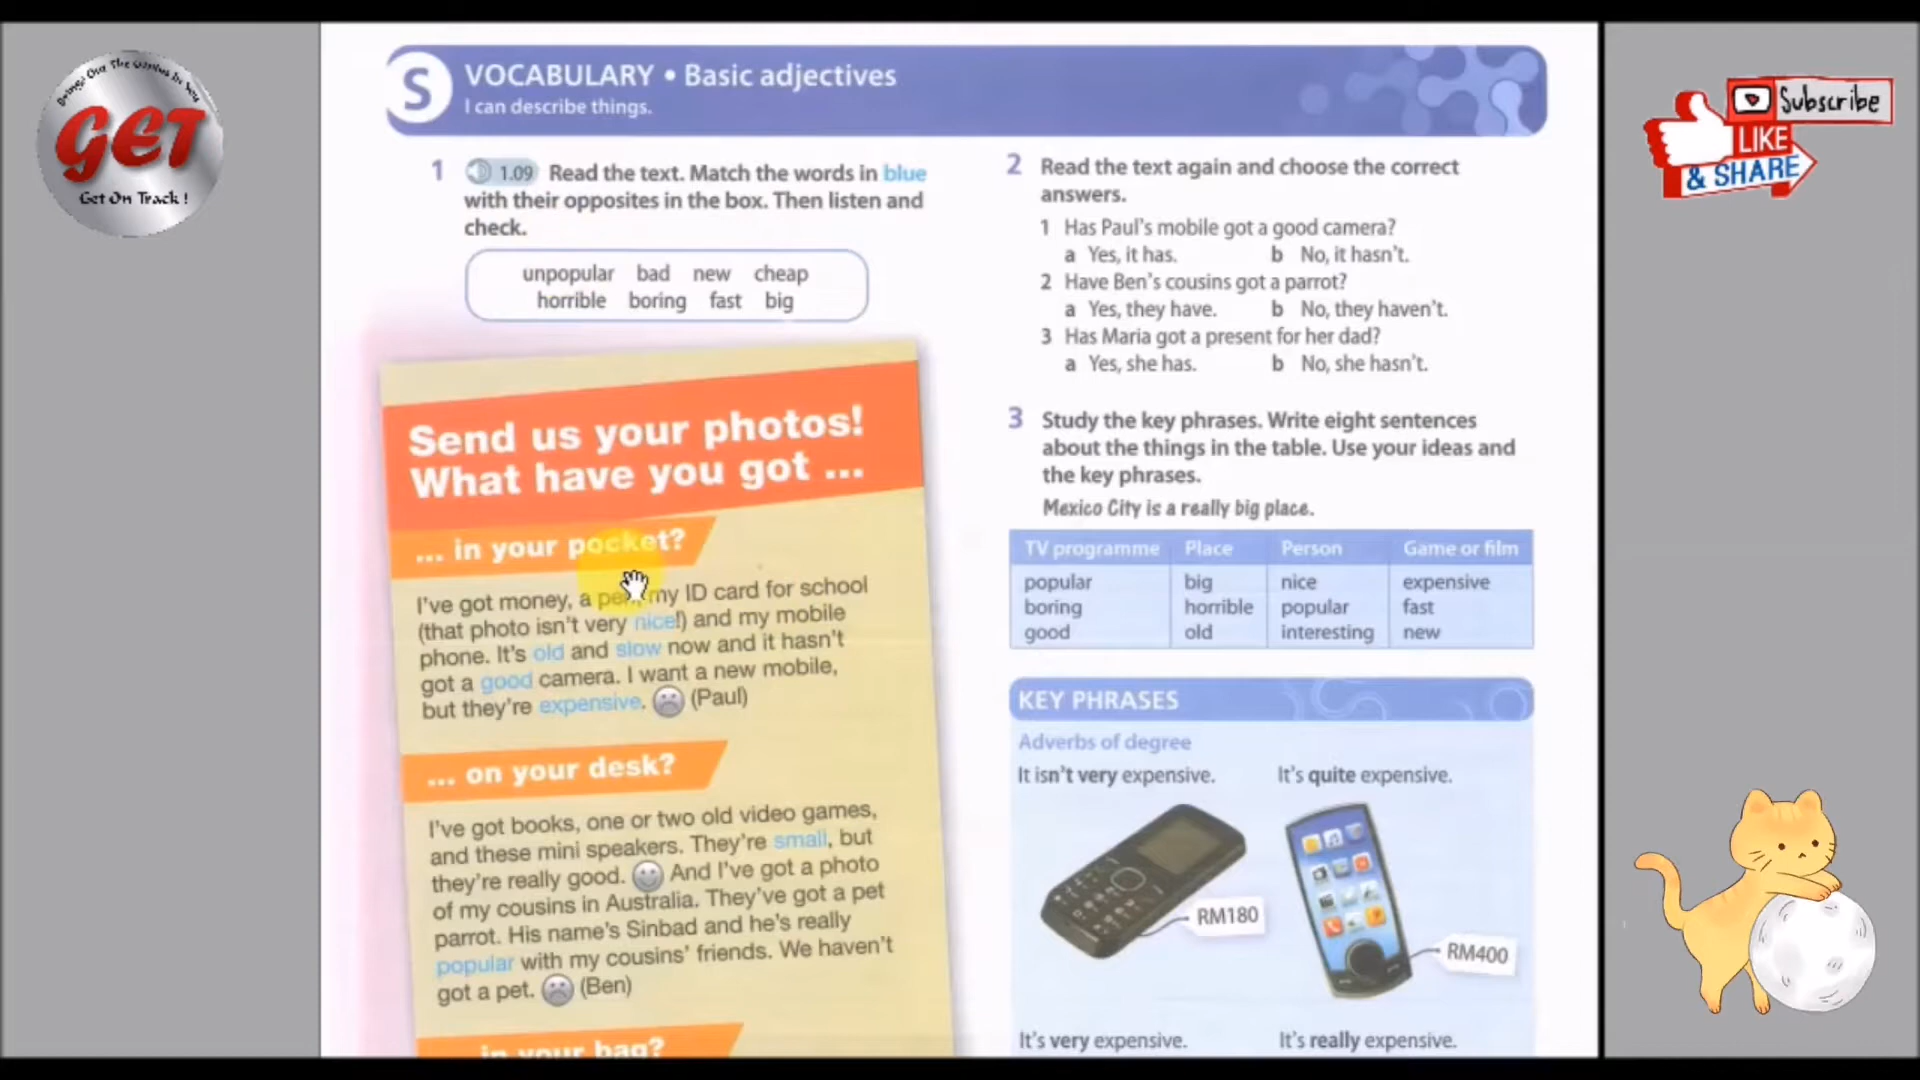 Brings Out The Genius In You
GET
Get On Track !
Subscribe
LIKE
& SHARE
S
VOCABULARY • Basic adjectives
I can describe things.
1 1.09 Read the text. Match the words in blue
with their opposites in the box. Then listen and
check.
unpopular bad new cheap
horrible boring fast big
Send us your photos!
What have you got ...
... in your pocket?
I've got money, a pen, my ID card for school
(that photo isn't very nice!) and my mobile
phone. It's old and slow now and it hasn't
got a good camera. I want a new mobile,
but they're expensive. (Paul)
... on your desk?
I've got books, one or two old video games,
and these mini speakers. They're small, but
they're really good. And I've got a photo
of my cousins in Australia. They've got a pet
parrot. His name's Sinbad and he's really
popular with my cousins' friends. We haven't
got a pet. (Ben)
in your bag?
2 Read the text again and choose the correct
answers.
1 Has Paul's mobile got a good camera?
a Yes, it has. b No, it hasn't.
2 Have Ben's cousins got a parrot?
a Yes, they have. b No, they haven't.
3 Has Maria got a present for her dad?
a Yes, she has. b No, she hasn't.
3 Study the key phrases. Write eight sentences
about the things in the table. Use your ideas and
the key phrases.
Mexico City is a really big place.
TV programme Place Person Game or film
popular big nice expensive
boring horrible popular fast
good old interesting new
KEY PHRASES
Adverbs of degree
It isn't very expensive. It's quite expensive.
RM180
RM400
It's very expensive. It's really expensive.